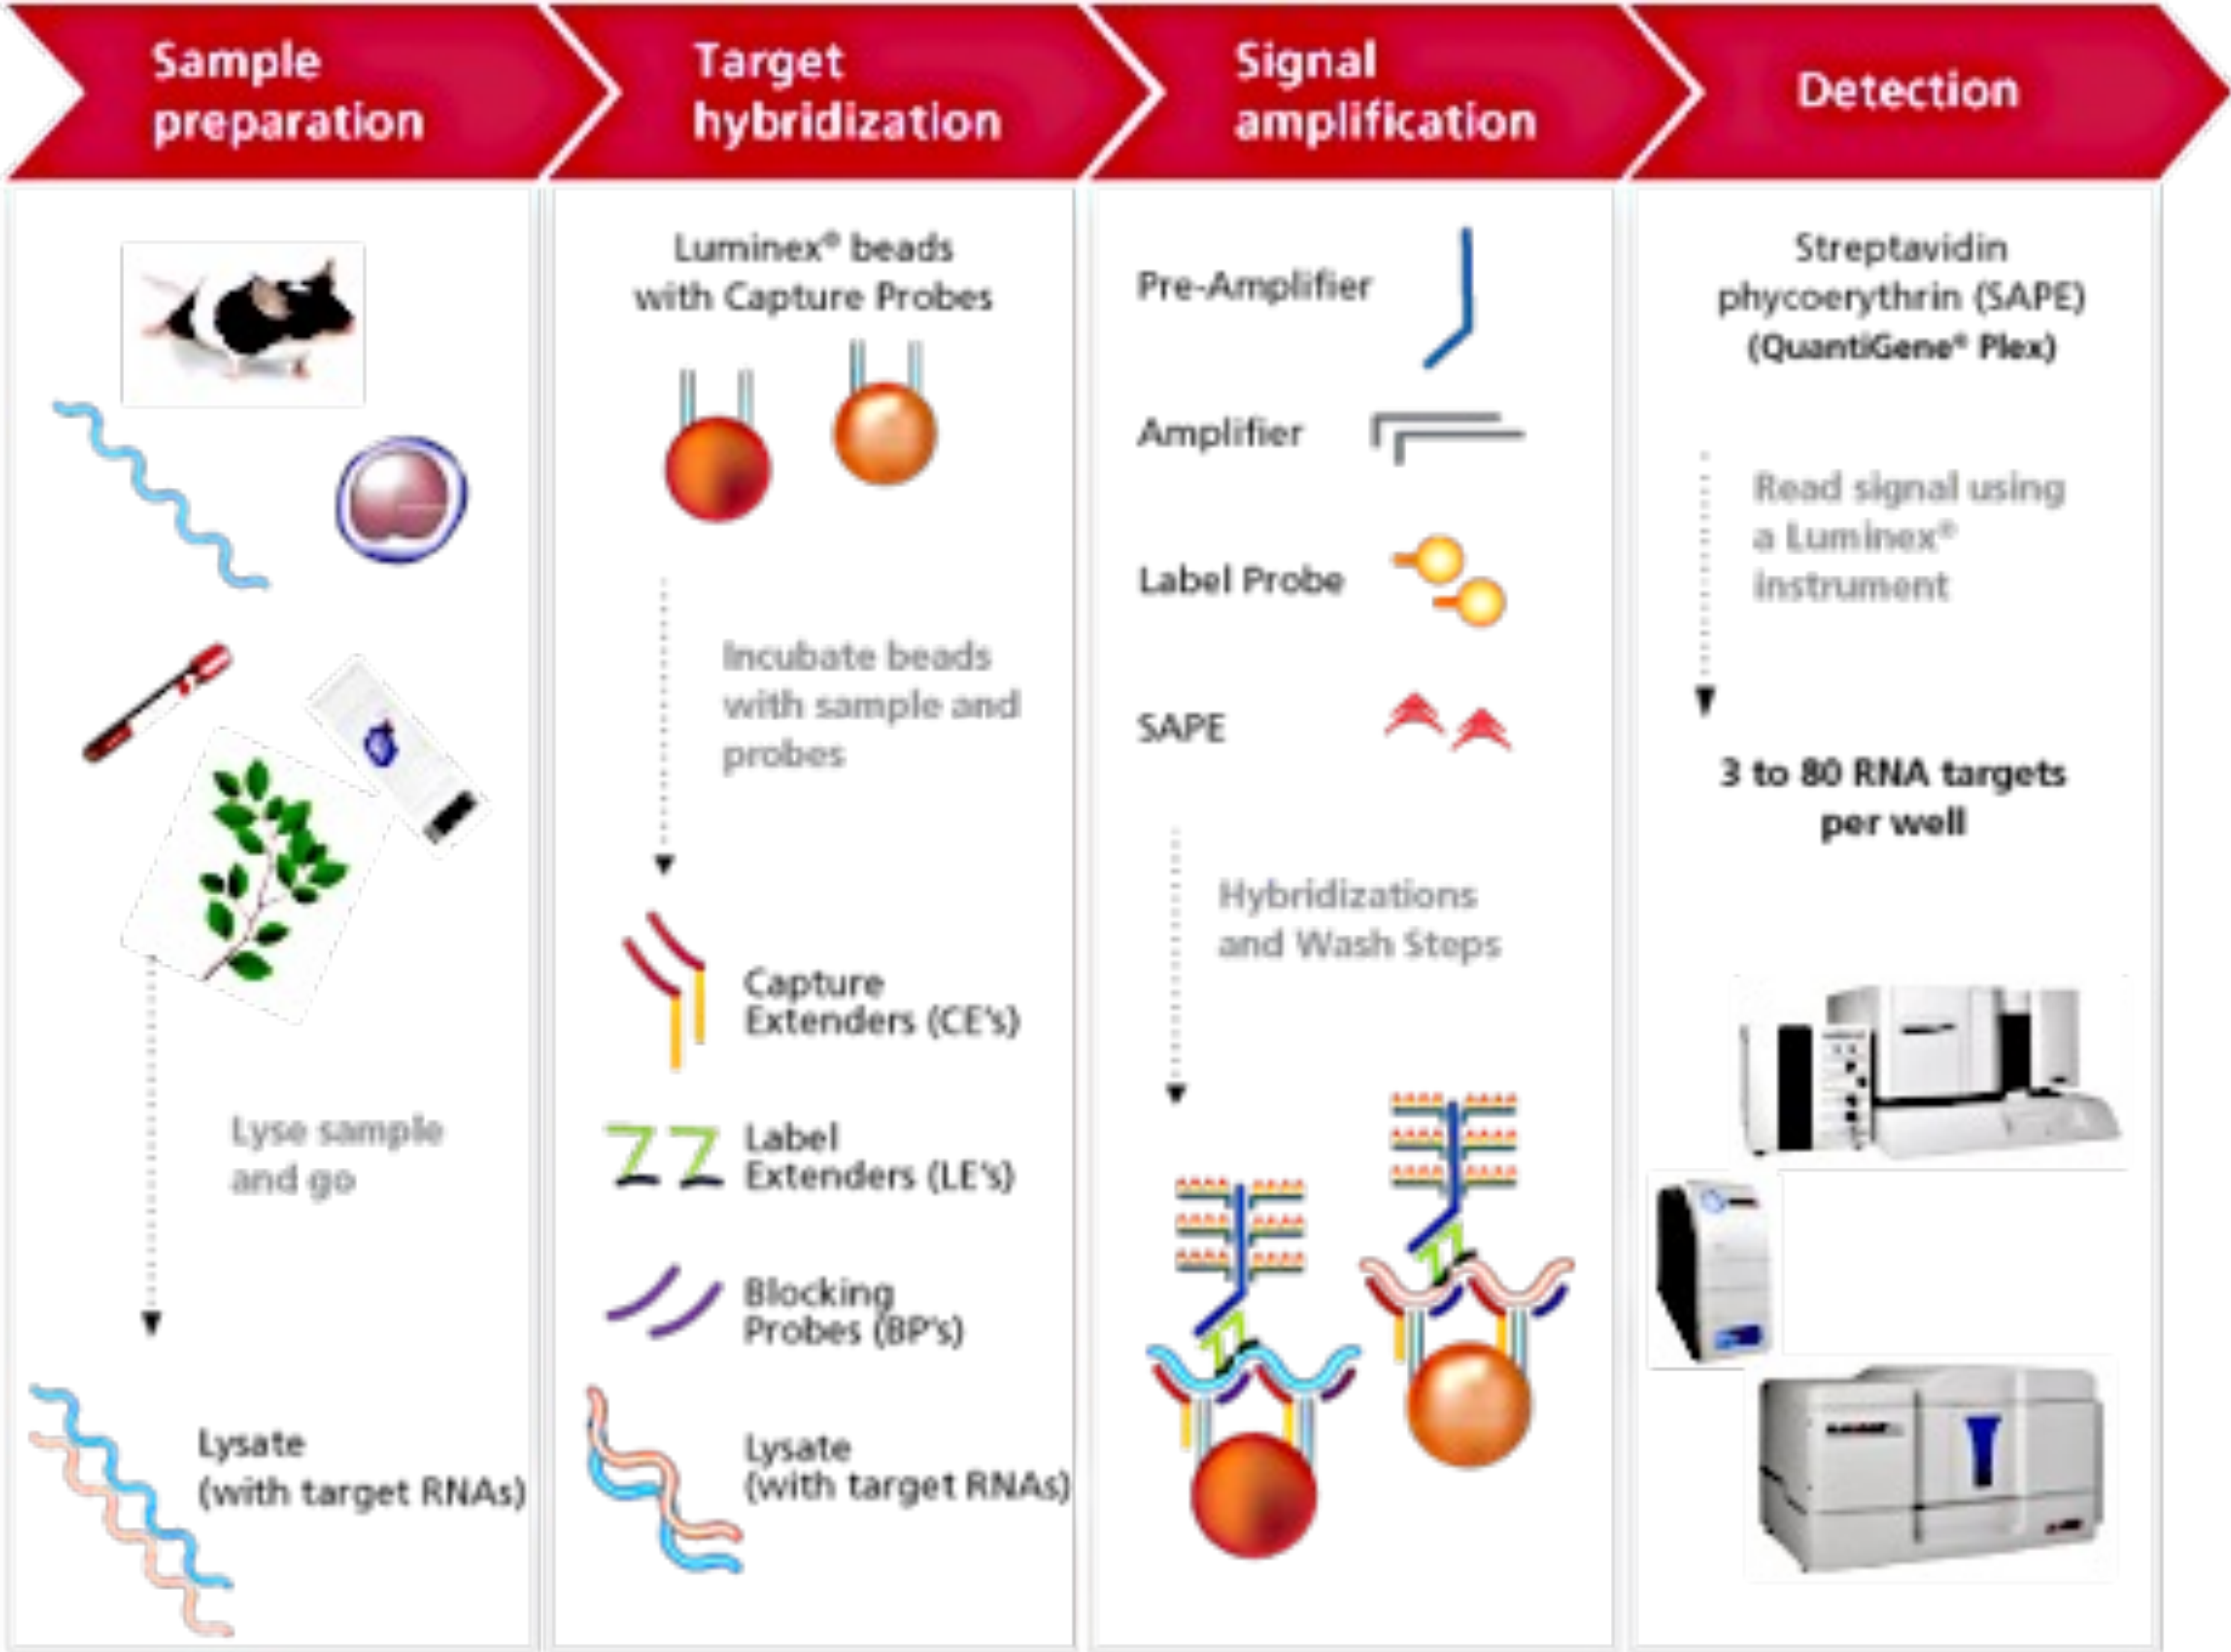 Sample
preparation
Target
hybridization
Signal
amplification
Detection
Lyse sample
and go
Lysate
(with target RNAs)
Luminex® beads
with Capture Probes
Incubate beads
with sample and
probes
Capture
Extenders (CE's)
Label
Extenders (LE's)
Blocking
Probes (BP's)
Lysate
(with target RNAs)
Pre-Amplifier
Amplifier
Label Probe
SAPE
Hybridizations
and Wash Steps
Streptavidin
phycoerythrin (SAPE)
(QuantiGene® Plex)
Read signal using
a Luminex®
instrument
3 to 80 RNA targets
per well